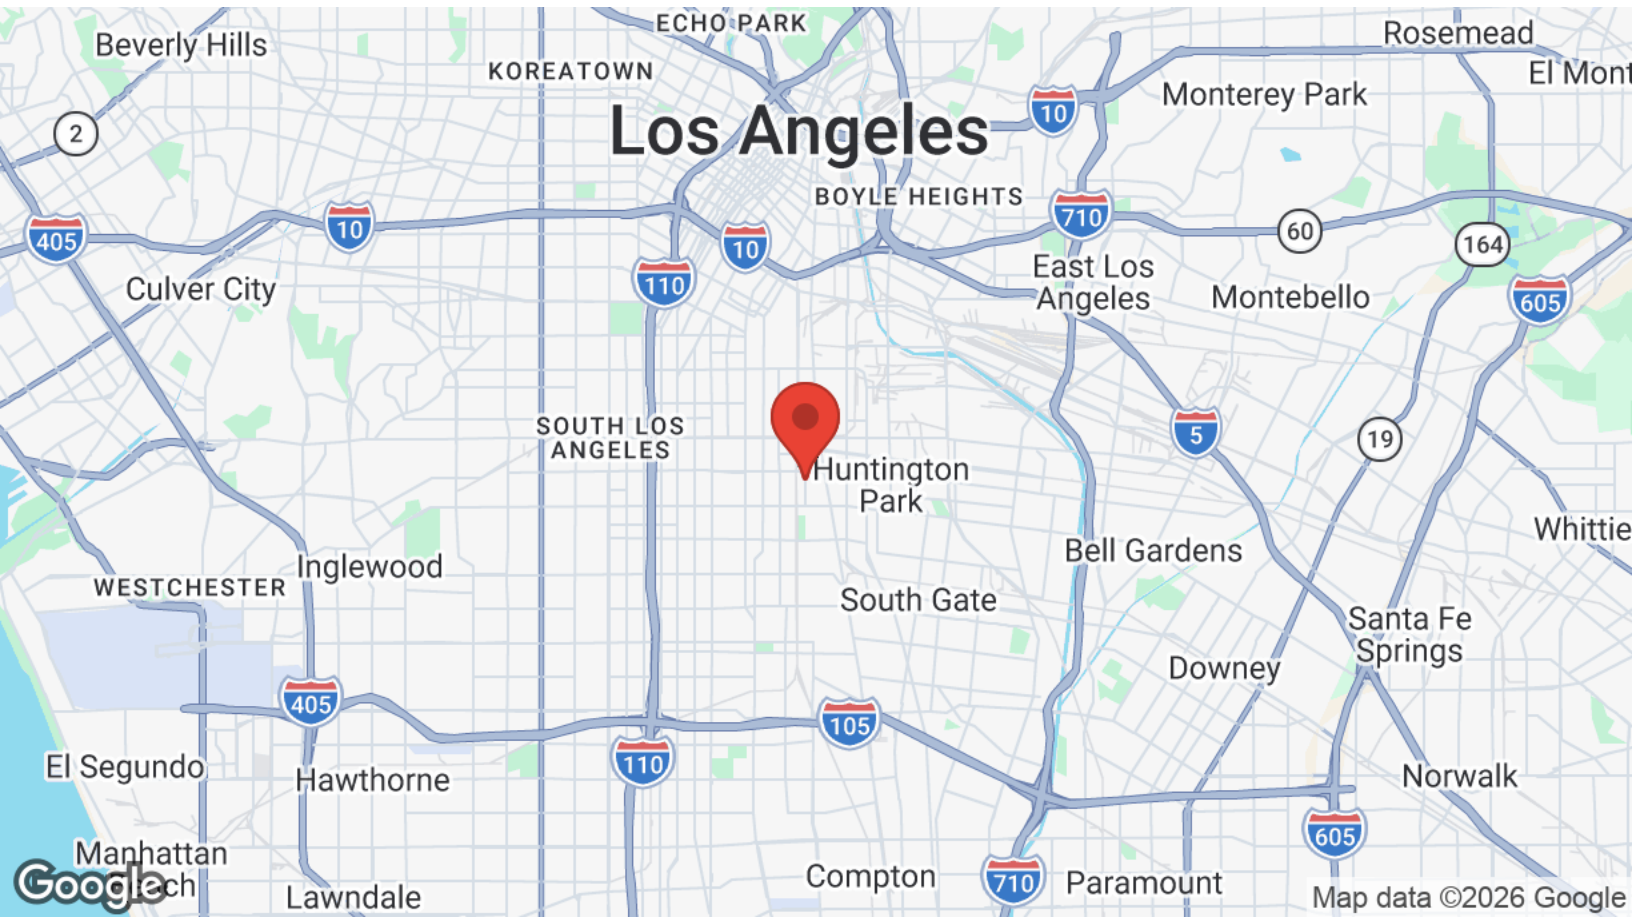 ECHO PARK
Rosemead
Beverly Hills
KOREATOWN
El Mont
Monterey Park
10
2
Los Angeles
BOYLE HEIGHTS
710
10
60
405
10
164
110
East Los
Angeles
Culver City
Montebello
605
SOUTH LOS
ANGELES
5
19
Huntington
Park
Whittie
Bell Gardens
Inglewood
WESTCHESTER
South Gate
Santa Fe
Springs
Downey
405
105
110
El Segundo
Hawthorne
Norwalk
605
Manhattan
Beach
Google
Compton
710
Paramount
Lawndale
Map data ©2026 Google